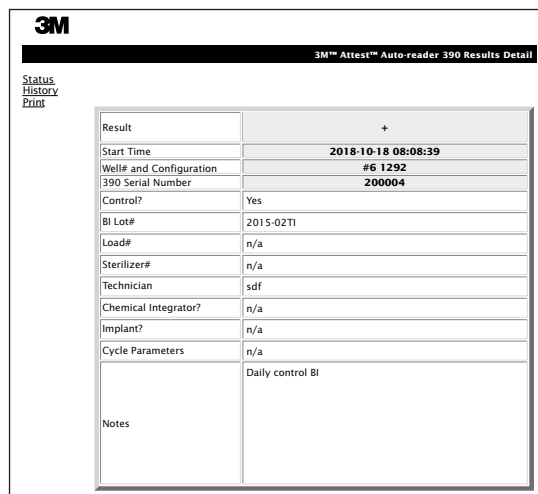 3M
3M™ Attest™ Auto-reader 390 Results Detail
Status
History
Print
Result +
Start Time 2018-10-18 08:08:39
Well# and Configuration #6 1292
390 Serial Number 200004
Control? Yes
BI Lot# 2015-02TI
Load# n/a
Sterilizer# n/a
Technician sdf
Chemical Integrator? n/a
Implant? n/a
Cycle Parameters n/a
Notes Daily control BI